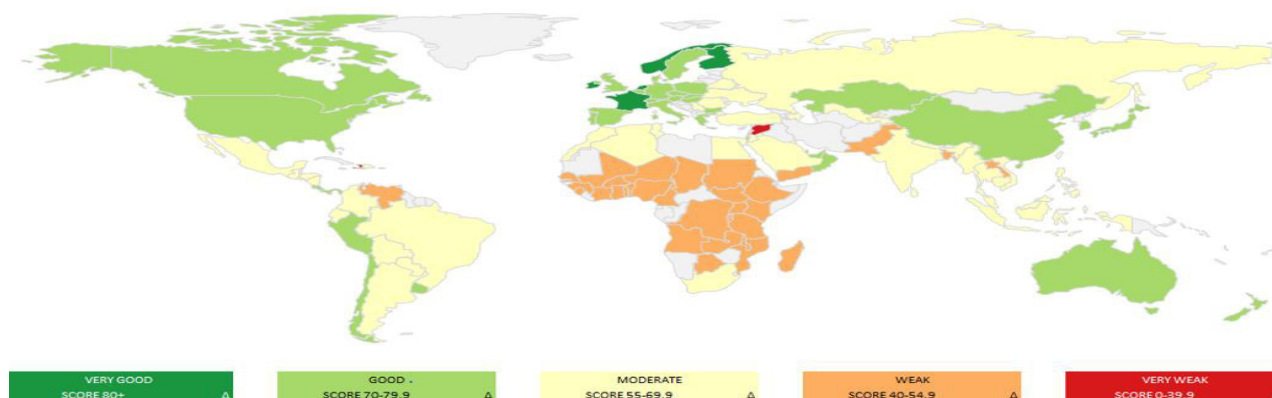 VERY GOOD
SCORE 80+ Δ
GOOD .
SCORE 70-79.9 Δ
MODERATE
SCORE 55-69.9 Δ
WEAK
SCORE 40-54.9 Δ
VERY WEAK
SCORE 0-39.9